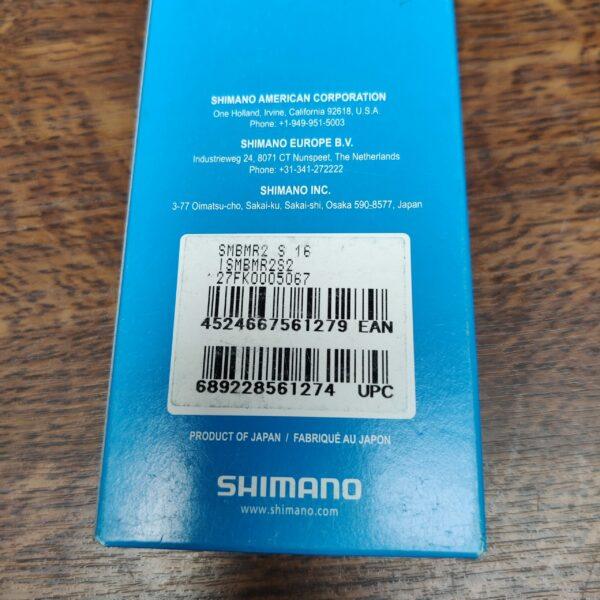 SHIMANO AMERICAN CORPORATION
One Holland, Irvine, California 92618, U.S.A.
Phone: +1-949-951-5003
SHIMANO EUROPE B.V.
Industrieweg 24, 8071 CT Nunspeet, The Netherlands
Phone: +31-341-272222
SHIMANO INC.
3-77 Oimatsu-cho, Sakai-ku, Sakai-shi, Osaka 590-8577, Japan
SMBMR2 S 16
ISMBMR2S2
27FK0005067
4524667561279 EAN
689228561274 UPC
PRODUCT OF JAPAN / FABRIQUÉ AU JAPON
SHIMANO
www.shimano.com